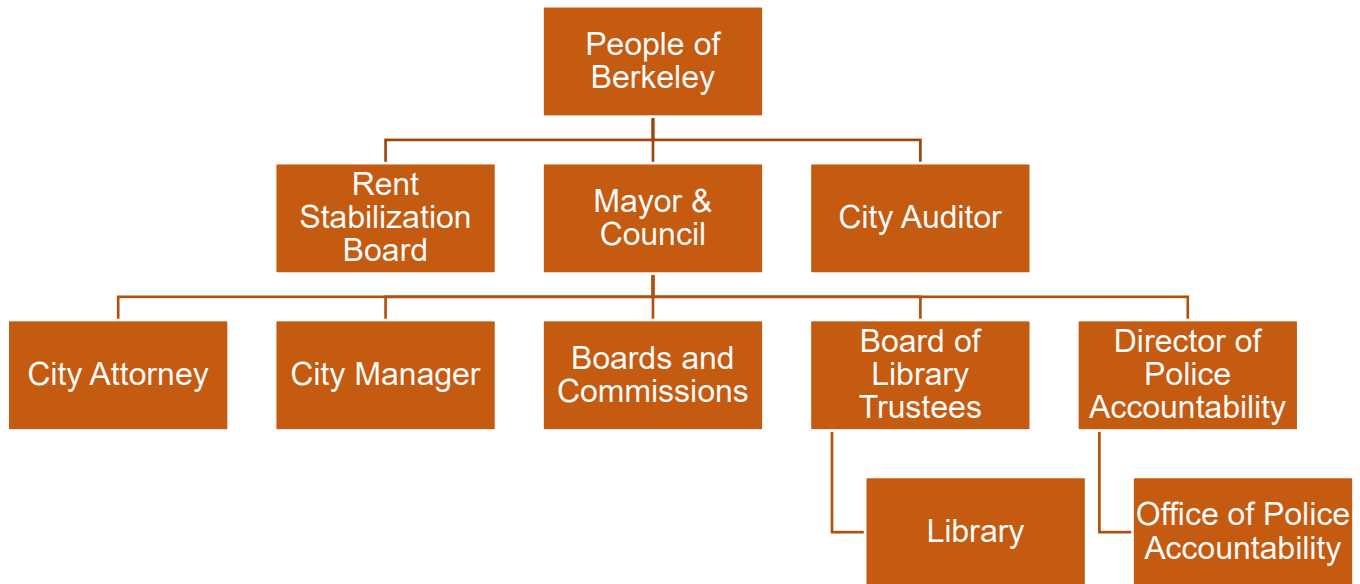 People of
Berkeley
Rent
Stabilization
Board
Mayor &
Council
City Auditor
City Attorney
City Manager
Boards and
Commissions
Board of
Library
Trustees
Director of
Police
Accountability
Library
Office of Police
Accountability